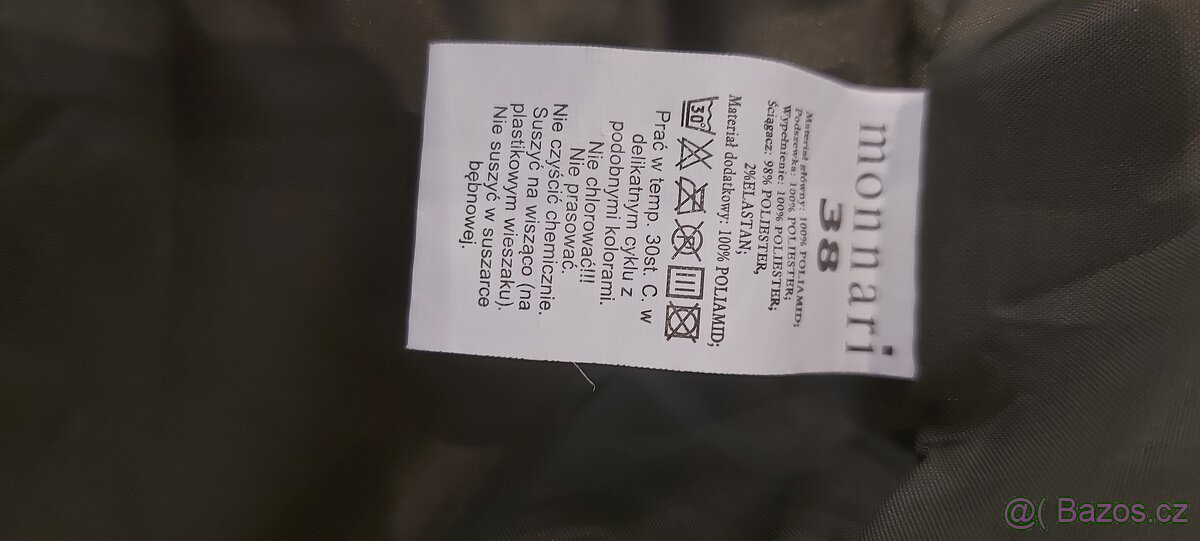 monnari
38
Materiał główny: 100% POLIAMID;
Podszewka: 100% POLIESTER;
Wypełnienie: 100% POLIESTER;
Ściągacz: 98% POLIESTER,
2%ELASTAN;
Materiał dodatkowy: 100% POLIAMID;
30°
P
Prać w temp. 30st. C. w
delikatnym cyklu z
podobnymi kolorami.
Nie chlorować!!!
Nie prasować.
Nie czyścić chemicznie.
Suszyć na wisząco (na
plastikowym wieszaku).
Nie suszyć w suszarce
bębnowej.
@( Bazos.cz